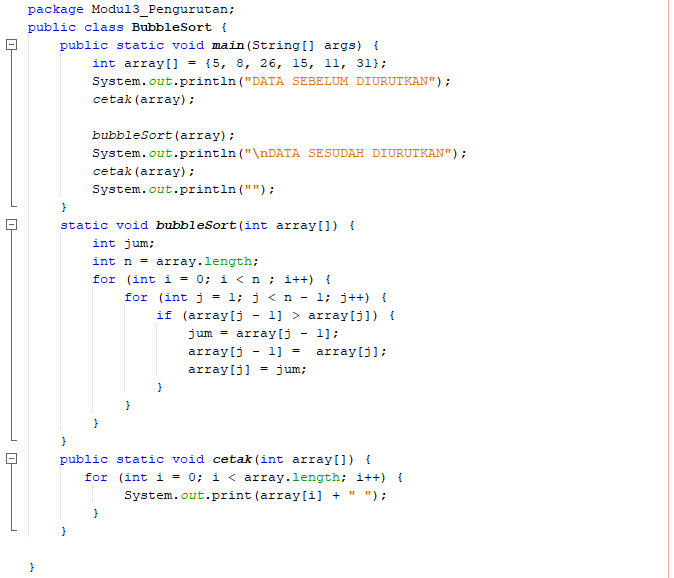 package Modul3_Pengurutan;
public class BubbleSort {
    public static void main(String[] args) {
        int array[] = {5, 8, 26, 15, 11, 31};
        System.out.println("DATA SEBELUM DIURUTKAN");
        cetak(array);

        bubbleSort(array);
        System.out.println("\nDATA SESUDAH DIURUTKAN");
        cetak(array);
        System.out.println("");
    }
    static void bubbleSort(int array[]) {
        int jum;
        int n = array.length;
        for (int i = 0; i < n ; i++) {
            for (int j = 1; j < n - 1; j++) {
                if (array[j - 1] > array[j]) {
                    jum = array[j - 1];
                    array[j - 1] =  array[j];
                    array[j] = jum;
                }
            }
        }
    }
    public static void cetak(int array[]) {
       for (int i = 0; i < array.length; i++) {
            System.out.print(array[i] + " ");
        }
    }

}